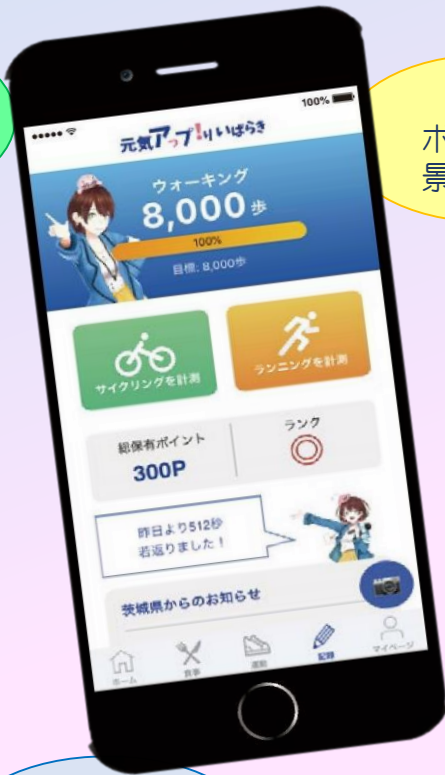 100%
元気アップ!りいばらき
ウォーキング
8,000 歩
100%
目標: 8,000歩
サイクリングを計測
ランニングを計測
総保有ポイント
300P
ランク
昨日より512秒
若返りました！
茨城県からのお知らせ
ホーム
食事
運動
記録
マイページ
景